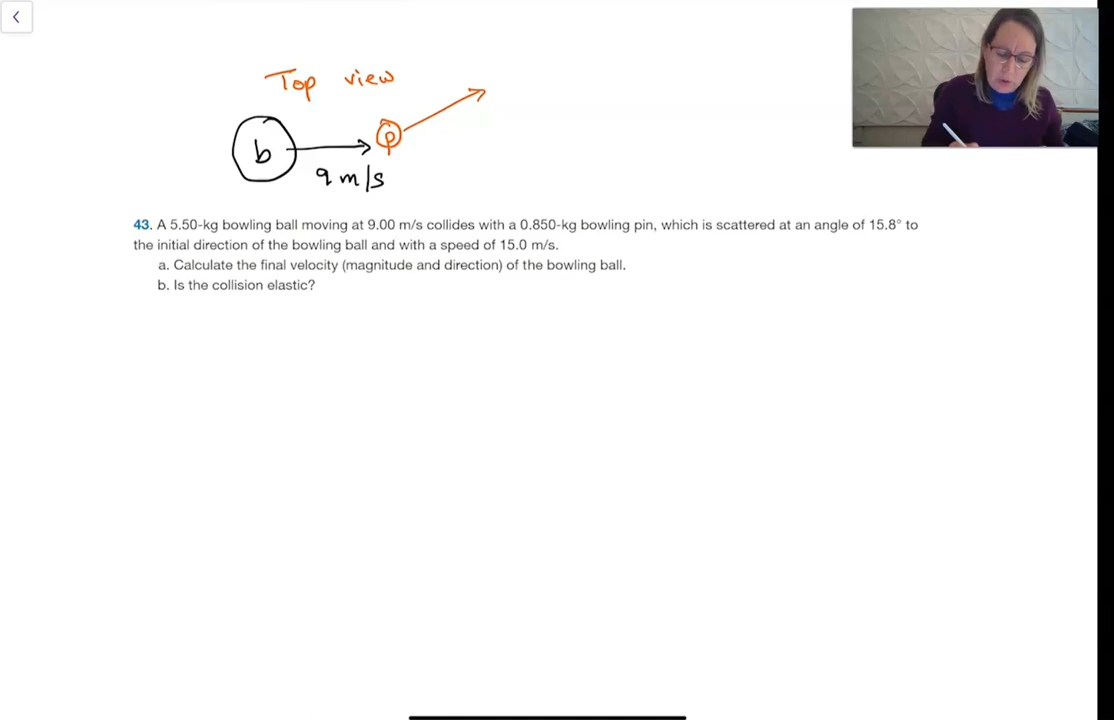 Top view
b
p
9 m/s
43. A 5.50-kg bowling ball moving at 9.00 m/s collides with a 0.850-kg bowling pin, which is scattered at an angle of 15.8° to
the initial direction of the bowling ball and with a speed of 15.0 m/s.
a. Calculate the final velocity (magnitude and direction) of the bowling ball.
b. Is the collision elastic?